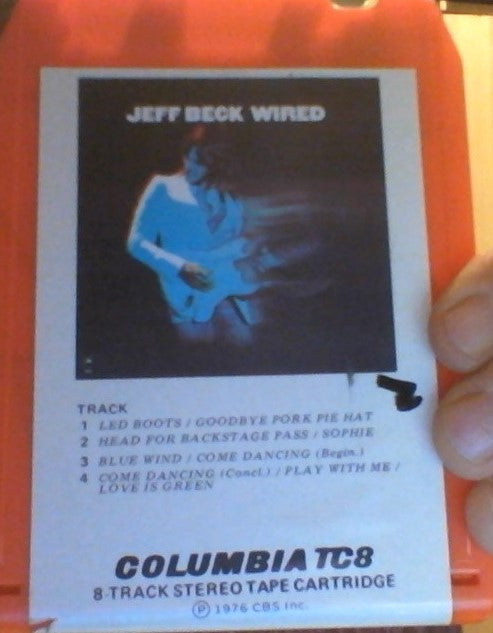 JEFF BECK WIRED
TRACK
1 LED BOOTS / GOODBYE PORK PIE HAT
2 HEAD FOR BACKSTAGE PASS / SOPHIE
3 BLUE WIND / COME DANCING (Begin.)
4 COME DANCING (Concl.) / PLAY WITH ME /
LOVE IS GREEN
COLUMBIA TC8
8-TRACK STEREO TAPE CARTRIDGE
Ⓟ 1976 CBS Inc.